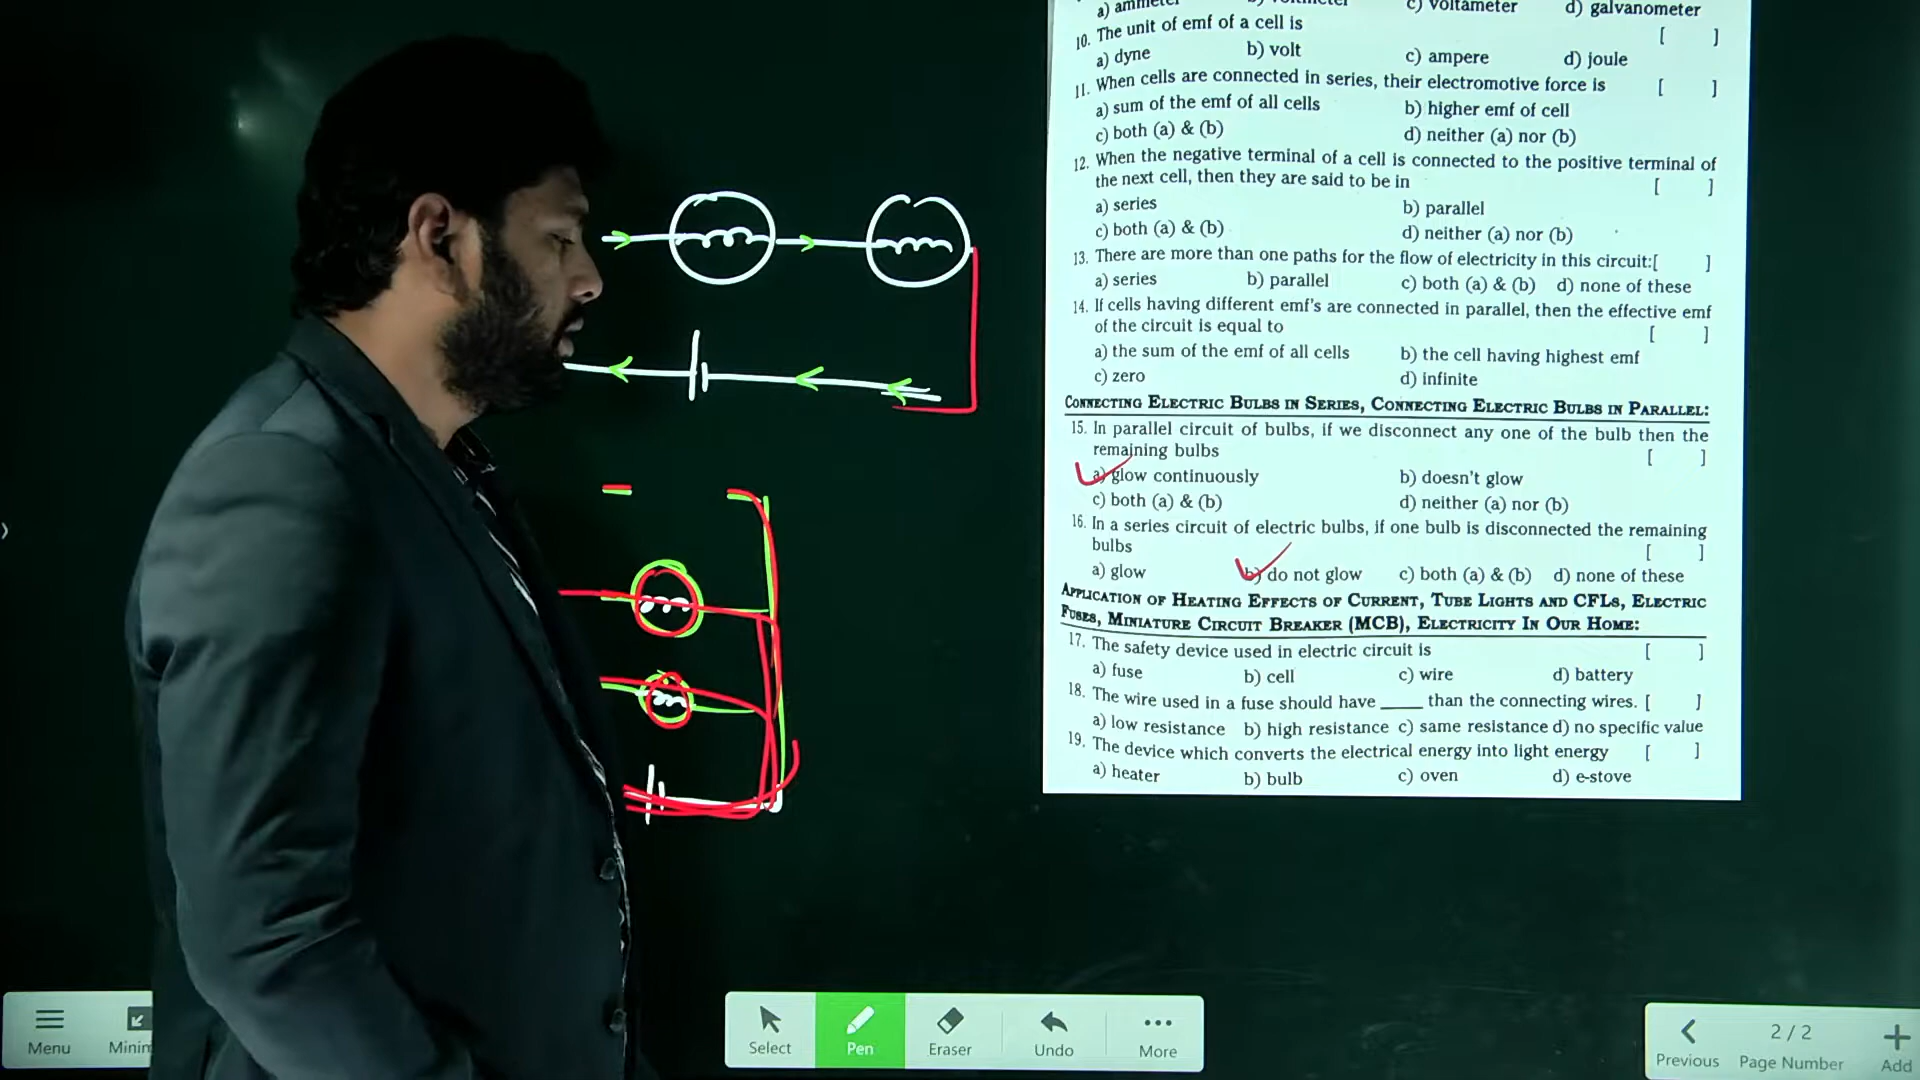 a) ammeter b) voltmeter c) voltameter d) galvanometer
10. The unit of emf of a cell is [ ]
a) dyne b) volt c) ampere d) joule
11. When cells are connected in series, their electromotive force is [ ]
a) sum of the emf of all cells b) higher emf of cell
c) both (a) & (b) d) neither (a) nor (b)
12. When the negative terminal of a cell is connected to the positive terminal of
the next cell, then they are said to be in [ ]
a) series b) parallel
c) both (a) & (b) d) neither (a) nor (b)
13. There are more than one paths for the flow of electricity in this circuit:[ ]
a) series b) parallel c) both (a) & (b) d) none of these
14. If cells having different emf's are connected in parallel, then the effective emf
of the circuit is equal to [ ]
a) the sum of the emf of all cells b) the cell having highest emf
c) zero d) infinite
CONNECTING ELECTRIC BULBS IN SERIES, CONNECTING ELECTRIC BULBS IN PARALLEL:
15. In parallel circuit of bulbs, if we disconnect any one of the bulb then the
remaining bulbs [ ]
a) glow continuously b) doesn't glow
c) both (a) & (b) d) neither (a) nor (b)
16. In a series circuit of electric bulbs, if one bulb is disconnected the remaining
bulbs [ ]
a) glow b) do not glow c) both (a) & (b) d) none of these
APPLICATION OF HEATING EFFECTS OF CURRENT, TUBE LIGHTS AND CFLS, ELECTRIC
FUSES, MINIATURE CIRCUIT BREAKER (MCB), ELECTRICITY IN OUR HOME:
17. The safety device used in electric circuit is [ ]
a) fuse b) cell c) wire d) battery
18. The wire used in a fuse should have _____ than the connecting wires. [ ]
a) low resistance b) high resistance c) same resistance d) no specific value
19. The device which converts the electrical energy into light energy [ ]
a) heater b) bulb c) oven d) e-stove
Menu Minim Select Pen Eraser Undo More Previous 2 / 2 Page Number Add